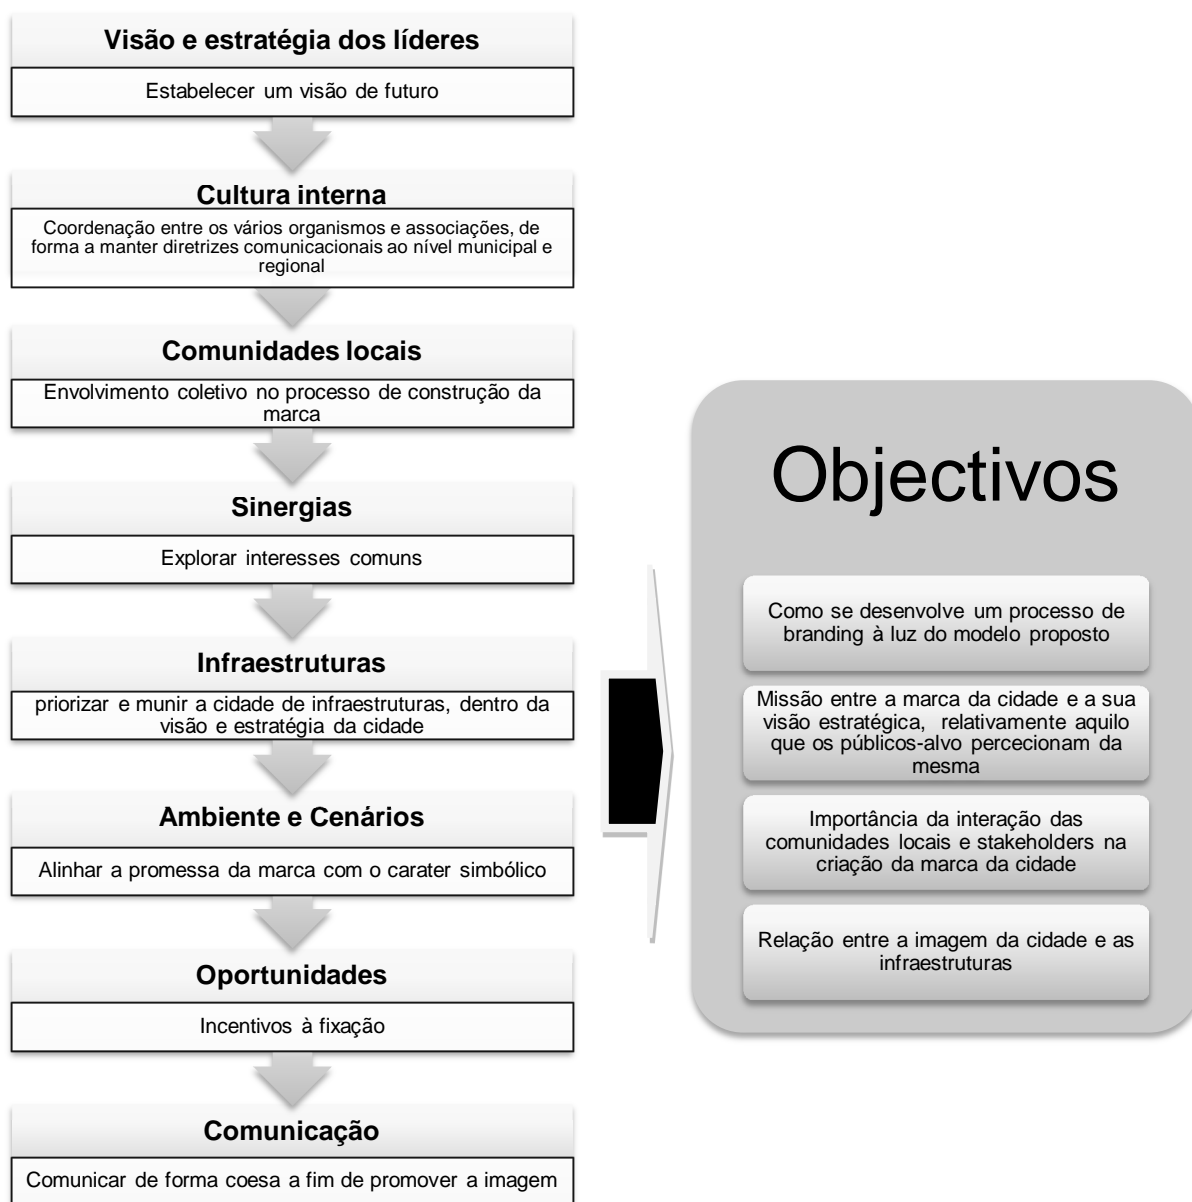 Visão e estratégia dos líderes
Estabelecer um visão de futuro
Cultura interna
Coordenação entre os vários organismos e associações, de
forma a manter diretrizes comunicacionais ao nível municipal e
regional
Comunidades locais
Envolvimento coletivo no processo de construção da
marca
Sinergias
Explorar interesses comuns
Infraestruturas
priorizar e munir a cidade de infraestruturas, dentro da
visão e estratégia da cidade
Ambiente e Cenários
Alinhar a promessa da marca com o carater simbólico
Oportunidades
Incentivos à fixação
Comunicação
Comunicar de forma coesa a fim de promover a imagem
Objectivos
Como se desenvolve um processo de
branding à luz do modelo proposto
Missão entre a marca da cidade e a sua
visão estratégica, relativamente aquilo
que os públicos-alvo percecionam da
mesma
Importância da interação das
comunidades locais e stakeholders na
criação da marca da cidade
Relação entre a imagem da cidade e as
infraestruturas